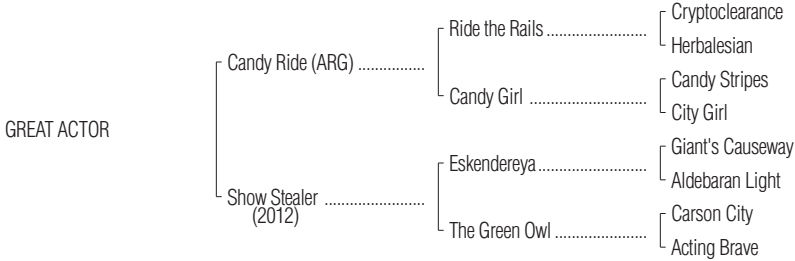 Cryptoclearance
Ride the Rails ........................
Herbalesian
Candy Ride (ARG) ................
Candy Stripes
Candy Girl ............................
City Girl
GREAT ACTOR
Giant's Causeway
Eskendereya..........................
Aldebaran Light
Show Stealer ........................
(2012)
Carson City
The Green Owl ......................
Acting Brave